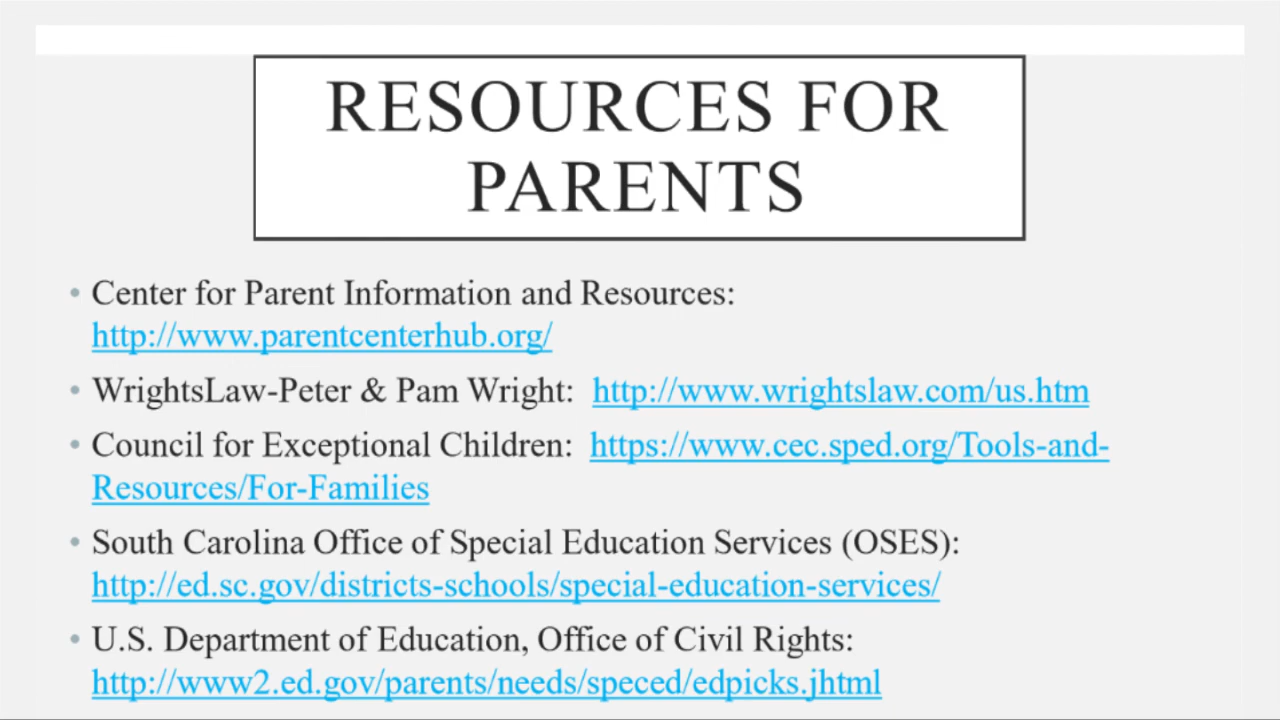 RESOURCES FOR
PARENTS
• Center for Parent Information and Resources:
http://www.parentcenterhub.org/
• WrightsLaw-Peter & Pam Wright: http://www.wrightslaw.com/us.htm
• Council for Exceptional Children: https://www.cec.sped.org/Tools-and-
Resources/For-Families
• South Carolina Office of Special Education Services (OSES):
http://ed.sc.gov/districts-schools/special-education-services/
• U.S. Department of Education, Office of Civil Rights:
http://www2.ed.gov/parents/needs/speced/edpicks.jhtml